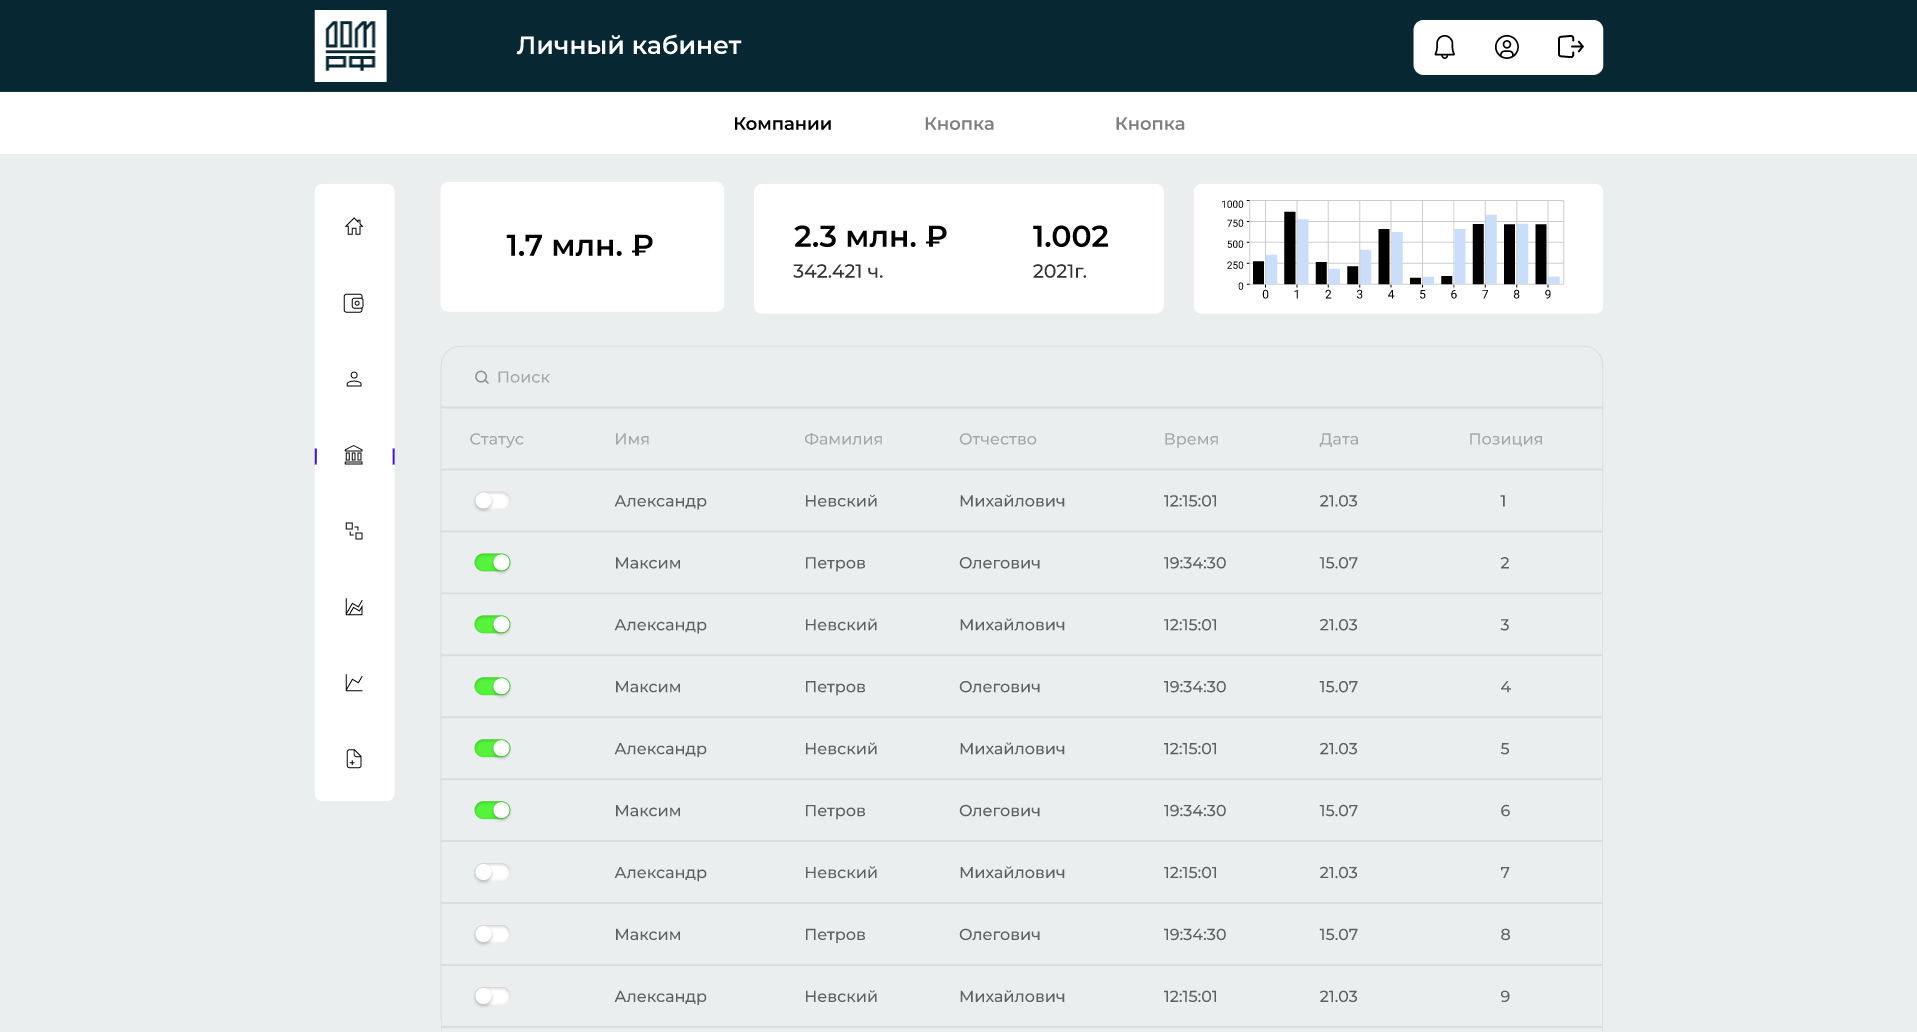 ДОМ
РФ
Личный кабинет
Компании Кнопка Кнопка
1.7 млн. ₽
2.3 млн. ₽ 1.002
342.421 ч. 2021г.
1000
750
500
250
0
0 1 2 3 4 5 6 7 8 9
Поиск
Статус Имя Фамилия Отчество Время Дата Позиция
Александр Невский Михайлович 12:15:01 21.03 1
Максим Петров Олегович 19:34:30 15.07 2
Александр Невский Михайлович 12:15:01 21.03 3
Максим Петров Олегович 19:34:30 15.07 4
Александр Невский Михайлович 12:15:01 21.03 5
Максим Петров Олегович 19:34:30 15.07 6
Александр Невский Михайлович 12:15:01 21.03 7
Максим Петров Олегович 19:34:30 15.07 8
Александр Невский Михайлович 12:15:01 21.03 9